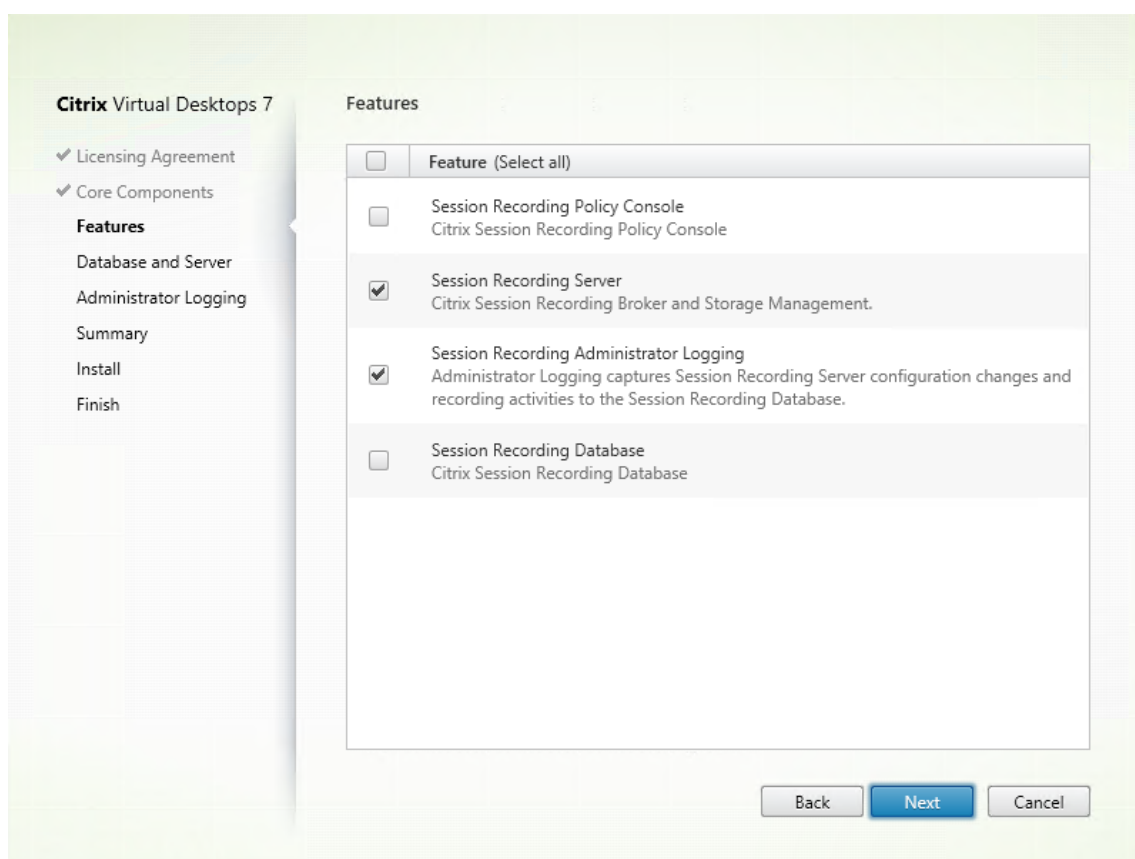 Citrix Virtual Desktops 7
Licensing Agreement
Core Components
Features
Database and Server
Administrator Logging
Summary
Install
Finish
Features
Feature (Select all)
Session Recording Policy Console
Citrix Session Recording Policy Console
Session Recording Server
Citrix Session Recording Broker and Storage Management.
Session Recording Administrator Logging
Administrator Logging captures Session Recording Server configuration changes and
recording activities to the Session Recording Database.
Session Recording Database
Citrix Session Recording Database
Back
Next
Cancel